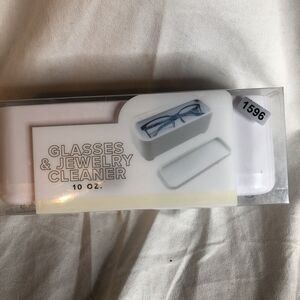 1596
GLASSES
& JEWELRY
CLEANER
10 OZ.